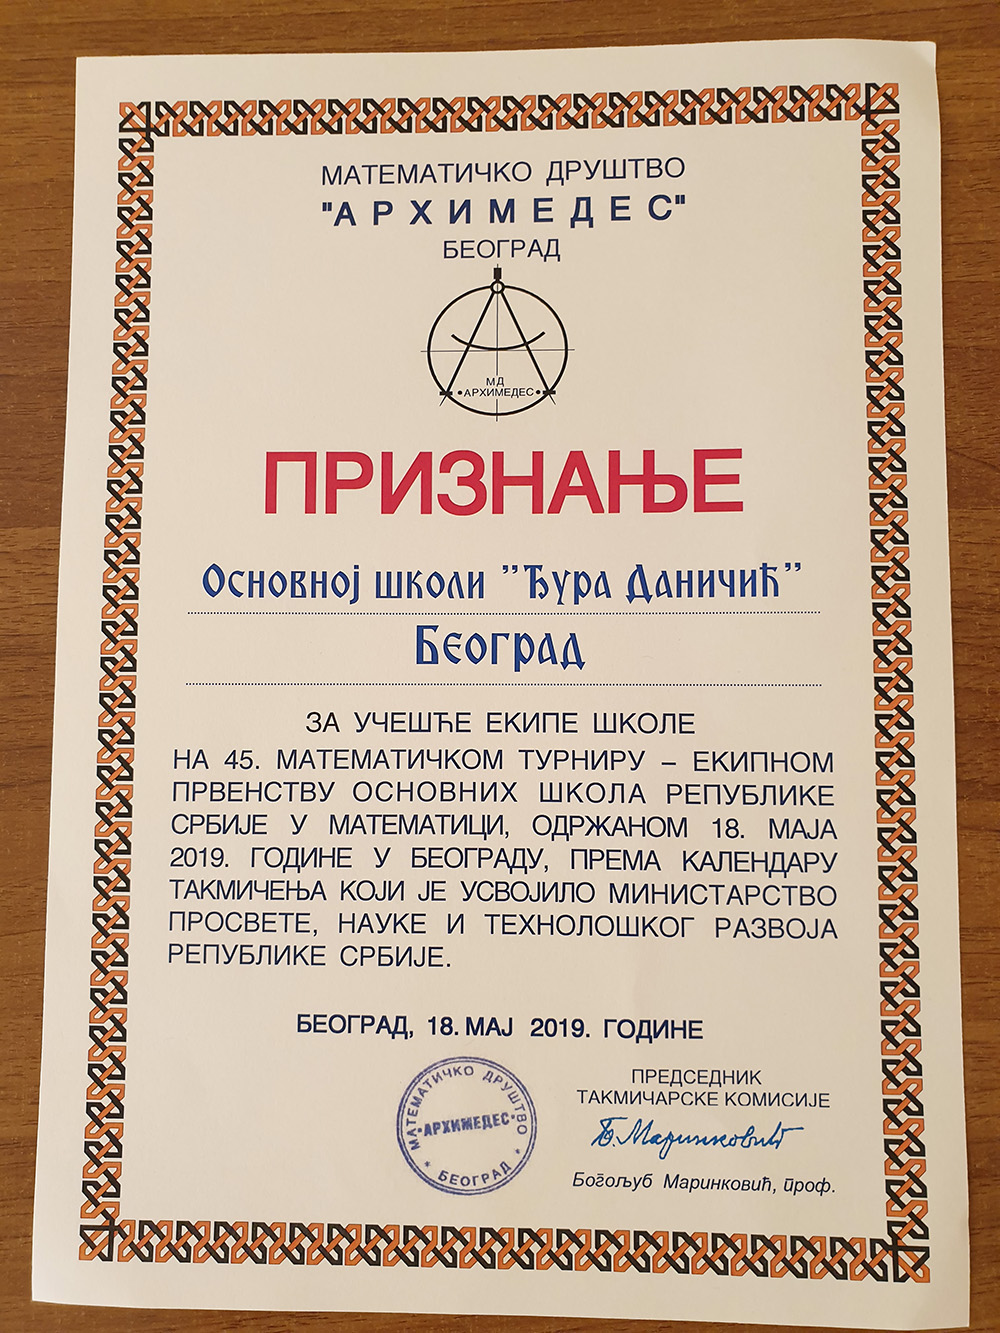 МАТЕМАТИЧКО ДРУШТВО
"АРХИМЕДЕС"
БЕОГРАД
МД
•АРХИМЕДЕС•
ПРИЗНАЊЕ
Основној школи "Ђура Даничић"
Београд
ЗА УЧЕШЋЕ ЕКИПЕ ШКОЛЕ
НА 45. МАТЕМАТИЧКОМ ТУРНИРУ – ЕКИПНОМ
ПРВЕНСТВУ ОСНОВНИХ ШКОЛА РЕПУБЛИКЕ
СРБИЈЕ У МАТЕМАТИЦИ, ОДРЖАНОМ 18. МАЈА
2019. ГОДИНЕ У БЕОГРАДУ, ПРЕМА КАЛЕНДАРУ
ТАКМИЧЕЊА КОЈИ ЈЕ УСВОЈИЛО МИНИСТАРСТВО
ПРОСВЕТЕ, НАУКЕ И ТЕХНОЛОШКОГ РАЗВОЈА
РЕПУБЛИКЕ СРБИЈЕ.
БЕОГРАД, 18. МАЈ 2019. ГОДИНЕ
МАТЕМАТИЧКО ДРУШТВО
•АРХИМЕДЕС•
БЕОГРАД
ПРЕДСЕДНИК
ТАКМИЧАРСКЕ КОМИСИЈЕ
Б. Маринковић
Богољуб Маринковић, проф.